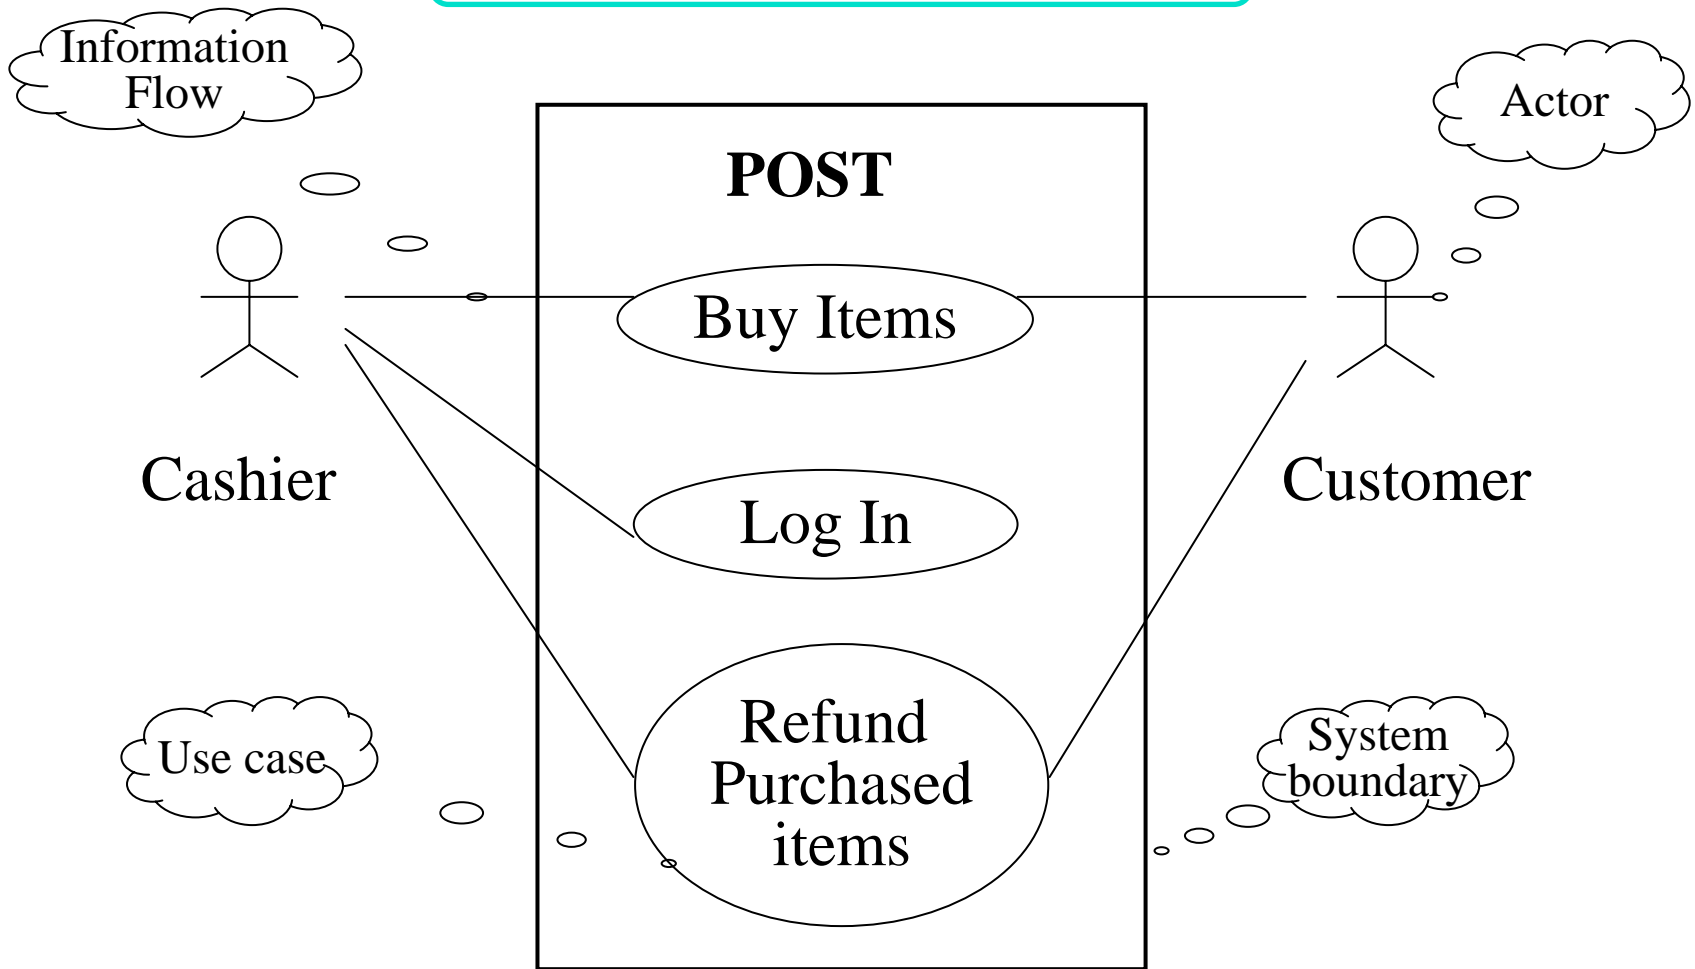 Information
Flow
Actor
POST
Buy Items
Cashier
Customer
Log In
Refund
Purchased
items
Use case
System
boundary